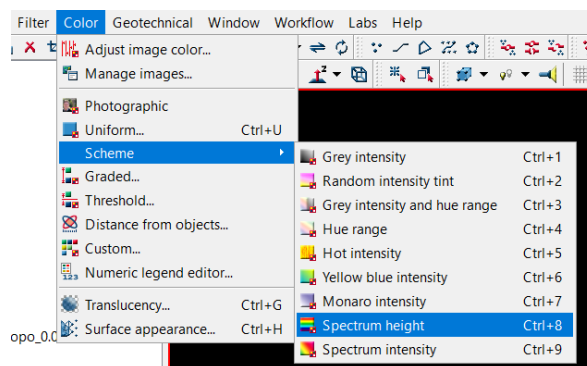 Filter Color Geotechnical Window Workflow Labs Help
Adjust image color...
Manage images...
Photographic
Uniform... Ctrl+U
Scheme
Graded...
Threshold...
Distance from objects...
Custom...
Numeric legend editor...
Translucency... Ctrl+G
Surface appearance... Ctrl+H
Grey intensity Ctrl+1
Random intensity tint Ctrl+2
Grey intensity and hue range Ctrl+3
Hue range Ctrl+4
Hot intensity Ctrl+5
Yellow blue intensity Ctrl+6
Monaro intensity Ctrl+7
Spectrum height Ctrl+8
Spectrum intensity Ctrl+9